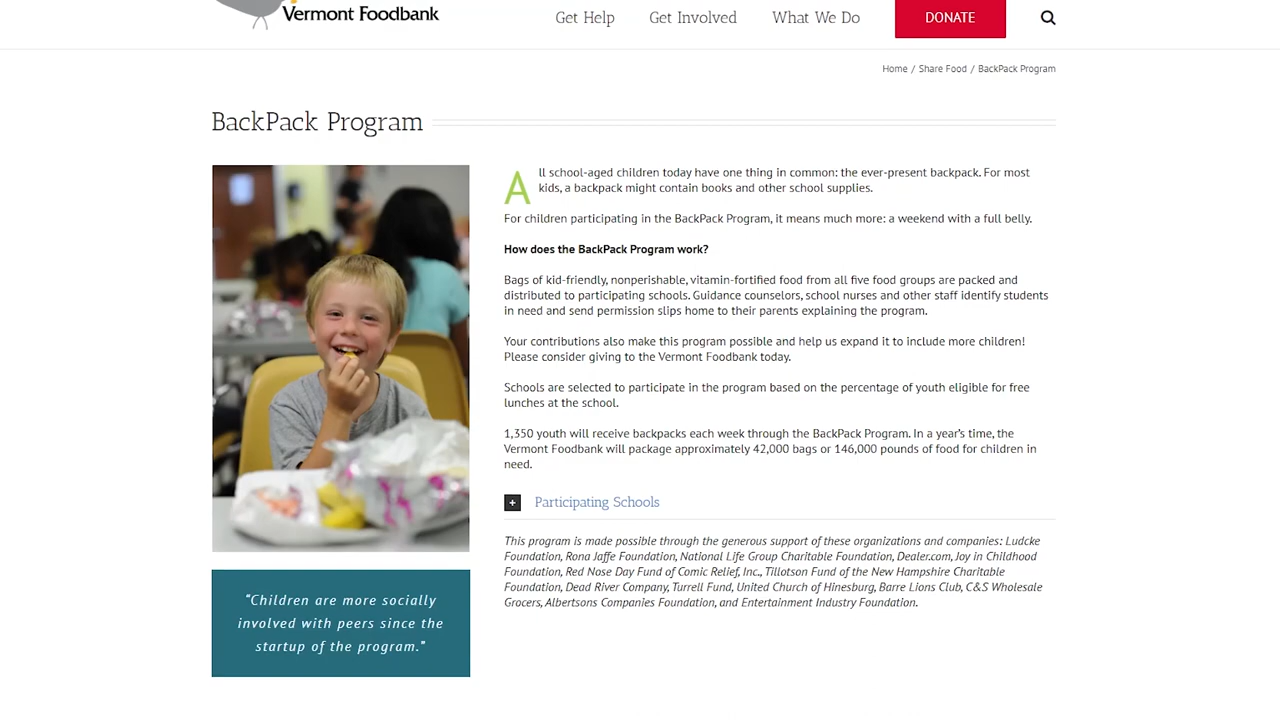 Vermont Foodbank
Get Help
Get Involved
What We Do
DONATE
Home / Share Food / BackPack Program
BackPack Program
All school-aged children today have one thing in common: the ever-present backpack. For most
kids, a backpack might contain books and other school supplies.
For children participating in the BackPack Program, it means much more: a weekend with a full belly.
How does the BackPack Program work?
Bags of kid-friendly, nonperishable, vitamin-fortified food from all five food groups are packed and
distributed to participating schools. Guidance counselors, school nurses and other staff identify students
in need and send permission slips home to their parents explaining the program.
Your contributions also make this program possible and help us expand it to include more children!
Please consider giving to the Vermont Foodbank today.
Schools are selected to participate in the program based on the percentage of youth eligible for free
lunches at the school.
1,350 youth will receive backpacks each week through the BackPack Program. In a year's time, the
Vermont Foodbank will package approximately 42,000 bags or 146,000 pounds of food for children in
need.
+ Participating Schools
This program is made possible through the generous support of these organizations and companies: Ludcke
Foundation, Rona Jaffe Foundation, National Life Group Charitable Foundation, Dealer.com, Joy in Childhood
Foundation, Red Nose Day Fund of Comic Relief, Inc., Tillotson Fund of the New Hampshire Charitable
Foundation, Dead River Company, Turrell Fund, United Church of Hinesburg, Barre Lions Club, C&S Wholesale
Grocers, Albertsons Companies Foundation, and Entertainment Industry Foundation.
"Children are more socially
involved with peers since the
startup of the program."